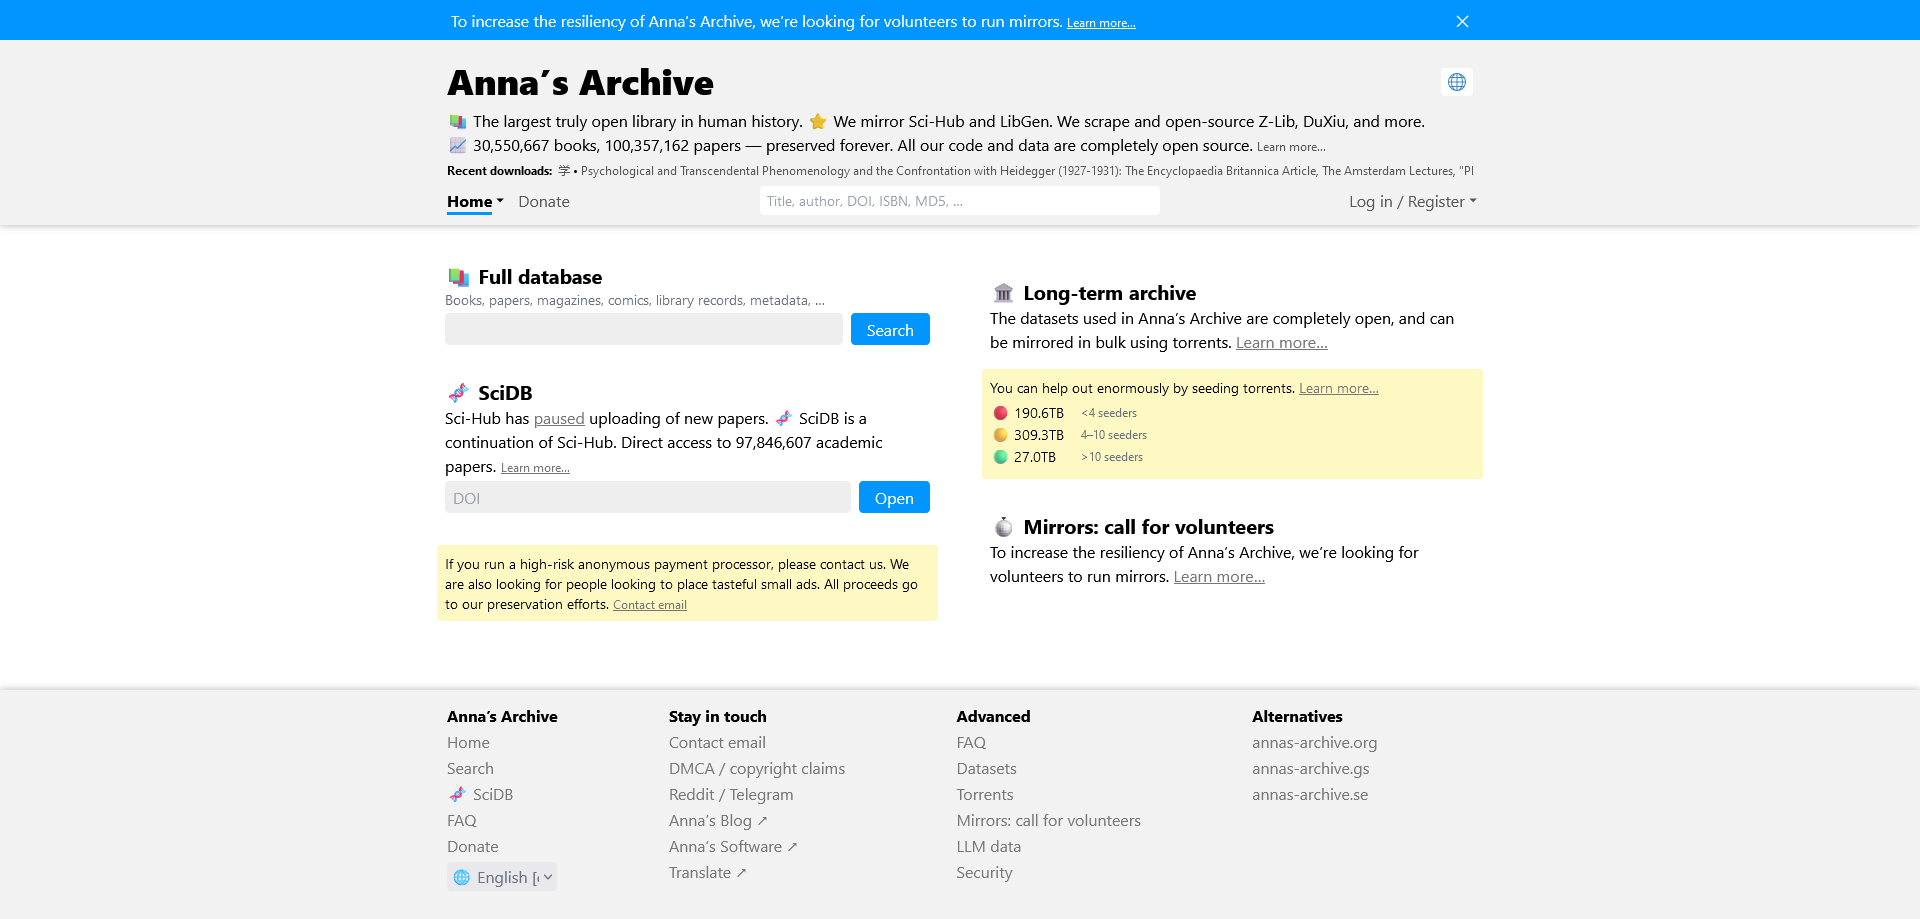 To increase the resiliency of Anna’s Archive, we’re looking for volunteers to run mirrors. Learn more…
Anna’s Archive
📚 The largest truly open library in human history. ⭐️ We mirror Sci-Hub and LibGen. We scrape and open-source Z-Lib, DuXiu, and more.
📈 30,550,667 books, 100,357,162 papers — preserved forever. All our code and data are completely open source. Learn more…
Recent downloads: 学 • Psychological and Transcendental Phenomenology and the Confrontation with Heidegger (1927-1931): The Encyclopaedia Britannica Article, The Amsterdam Lectures, "Pl
Home Donate
Title, author, DOI, ISBN, MD5, …
Log in / Register
📚 Full database
Books, papers, magazines, comics, library records, metadata, …
Search
🧬 SciDB
Sci-Hub has paused uploading of new papers. 🧬 SciDB is a
continuation of Sci-Hub. Direct access to 97,846,607 academic
papers. Learn more…
DOI
Open
If you run a high-risk anonymous payment processor, please contact us. We
are also looking for people looking to place tasteful small ads. All proceeds go
to our preservation efforts. Contact email
🏛️ Long-term archive
The datasets used in Anna’s Archive are completely open, and can
be mirrored in bulk using torrents. Learn more…
You can help out enormously by seeding torrents. Learn more…
🔴 190.6TB <4 seeders
🟡 309.3TB 4–10 seeders
🟢 27.0TB >10 seeders
Mirrors: call for volunteers
To increase the resiliency of Anna’s Archive, we’re looking for
volunteers to run mirrors. Learn more…
Anna’s Archive
Home
Search
🧬 SciDB
FAQ
Donate
🌐 English [
Stay in touch
Contact email
DMCA / copyright claims
Reddit / Telegram
Anna’s Blog ↗
Anna’s Software ↗
Translate ↗
Advanced
FAQ
Datasets
Torrents
Mirrors: call for volunteers
LLM data
Security
Alternatives
annas-archive.org
annas-archive.gs
annas-archive.se